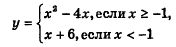 y = { x² − 4x, если x ≥ −1,
x + 6, если x < −1